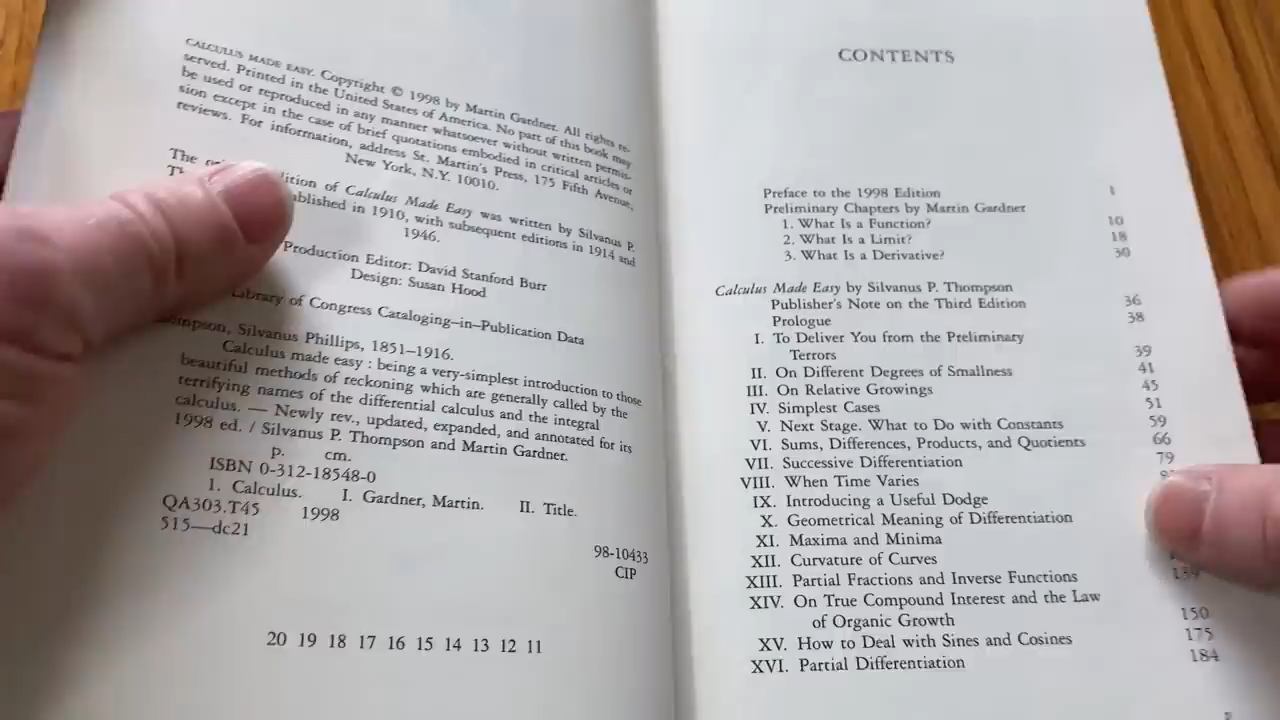 CALCULUS MADE EASY. Copyright © 1998 by Martin Gardner. All rights re-
served. Printed in the United States of America. No part of this book may
be used or reproduced in any manner whatsoever without written permis-
sion except in the case of brief quotations embodied in critical articles or
reviews. For information, address St. Martin's Press, 175 Fifth Avenue,
New York, N.Y. 10010.
The edition of Calculus Made Easy was written by Silvanus P.
published in 1910, with subsequent editions in 1914 and
1946.
Production Editor: David Stanford Burr
Design: Susan Hood
Library of Congress Cataloging-in-Publication Data
Thompson, Silvanus Phillips, 1851–1916.
Calculus made easy : being a very-simplest introduction to those
beautiful methods of reckoning which are generally called by the
terrifying names of the differential calculus and the integral
calculus. — Newly rev., updated, expanded, and annotated for its
1998 ed. / Silvanus P. Thompson and Martin Gardner.
p. cm.
ISBN 0-312-18548-0
1. Calculus. I. Gardner, Martin. II. Title.
QA303.T45 1998
515—dc21
98-10433
CIP
20 19 18 17 16 15 14 13 12 11
CONTENTS
Preface to the 1998 Edition 1
Preliminary Chapters by Martin Gardner
1. What Is a Function? 10
2. What Is a Limit? 18
3. What Is a Derivative? 30
Calculus Made Easy by Silvanus P. Thompson
Publisher's Note on the Third Edition 36
Prologue 38
I. To Deliver You from the Preliminary
Terrors 39
II. On Different Degrees of Smallness 41
III. On Relative Growings 45
IV. Simplest Cases 51
V. Next Stage. What to Do with Constants 59
VI. Sums, Differences, Products, and Quotients 66
VII. Successive Differentiation 79
VIII. When Time Varies
IX. Introducing a Useful Dodge
X. Geometrical Meaning of Differentiation
XI. Maxima and Minima
XII. Curvature of Curves
XIII. Partial Fractions and Inverse Functions 139
XIV. On True Compound Interest and the Law
of Organic Growth 150
XV. How to Deal with Sines and Cosines 175
XVI. Partial Differentiation 184